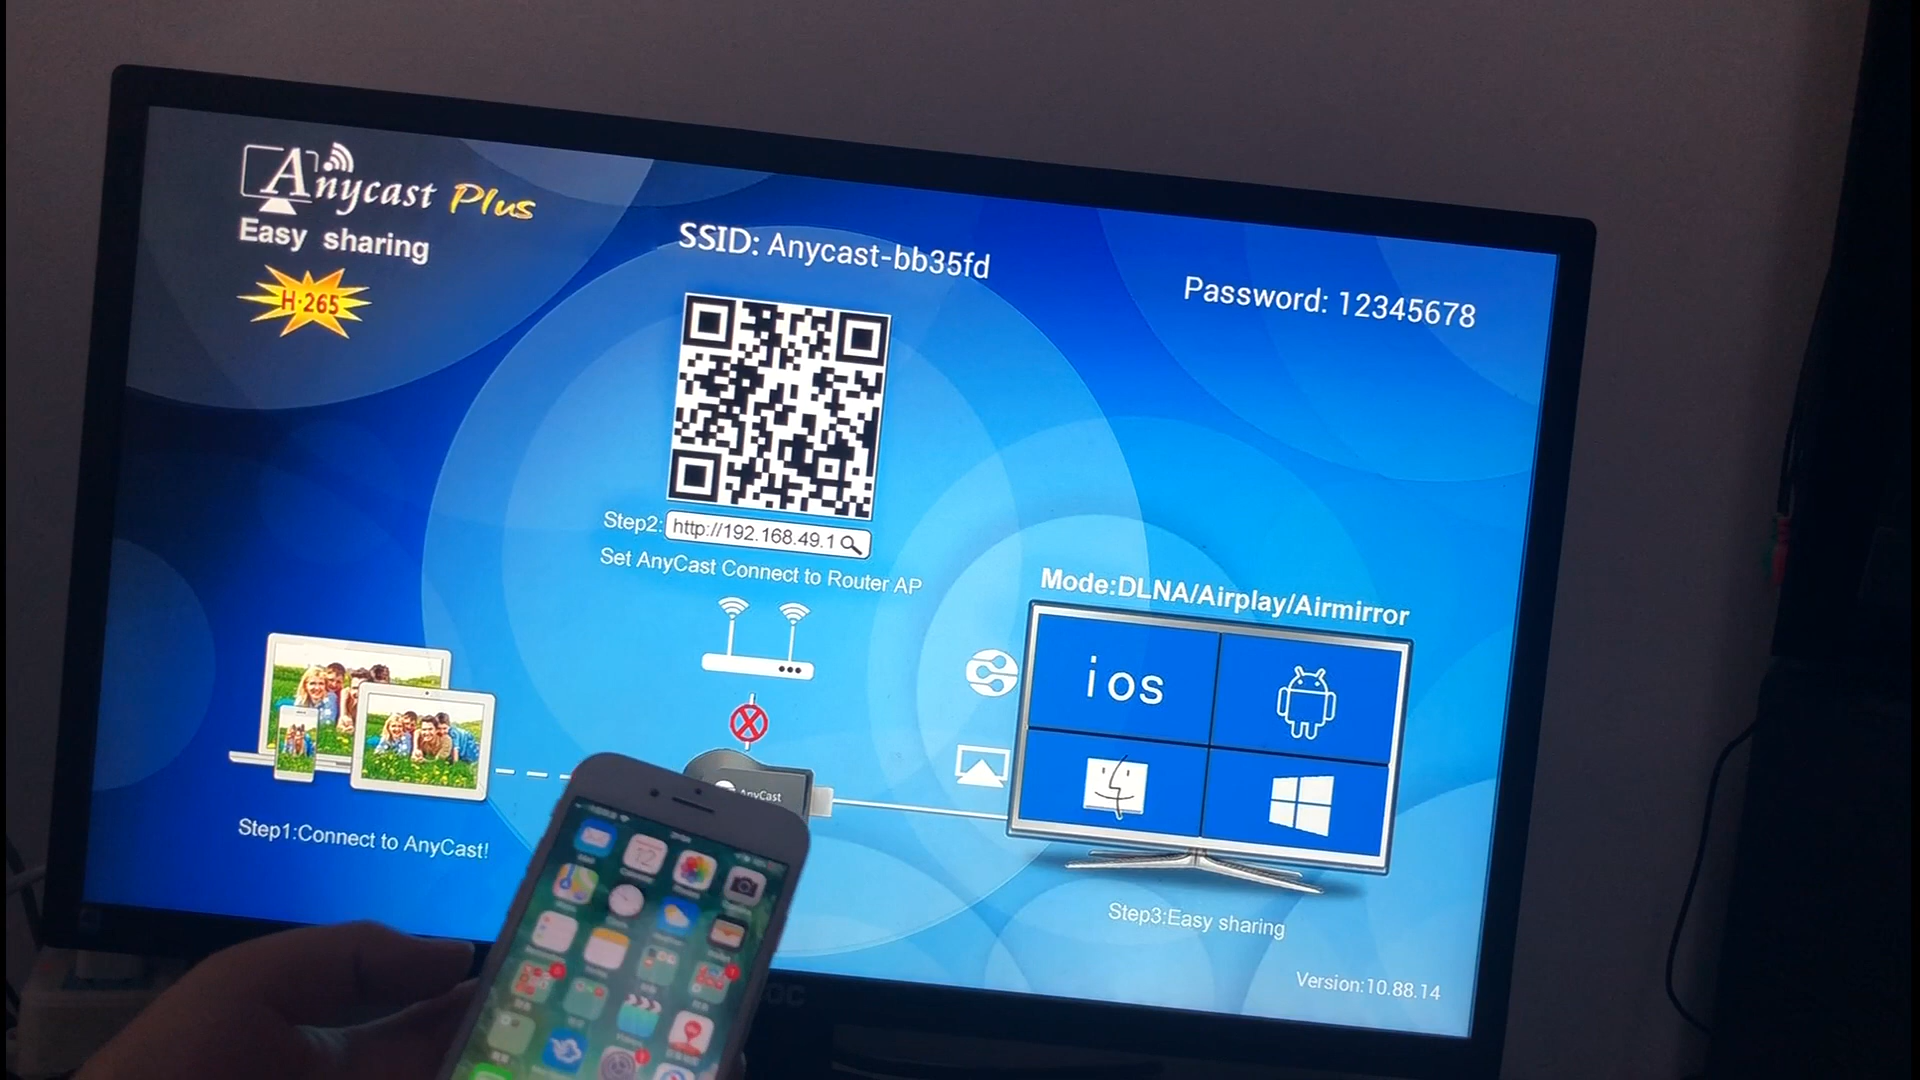 Anycast Plus
Easy sharing
H·265
SSID: Anycast-bb35fd
Password: 12345678
Step2: http://192.168.49.1
Set AnyCast Connect to Router AP
Mode:DLNA/Airplay/Airmirror
ios
AnyCast
Step1:Connect to AnyCast!
Step3:Easy sharing
Version:10.88.14
12